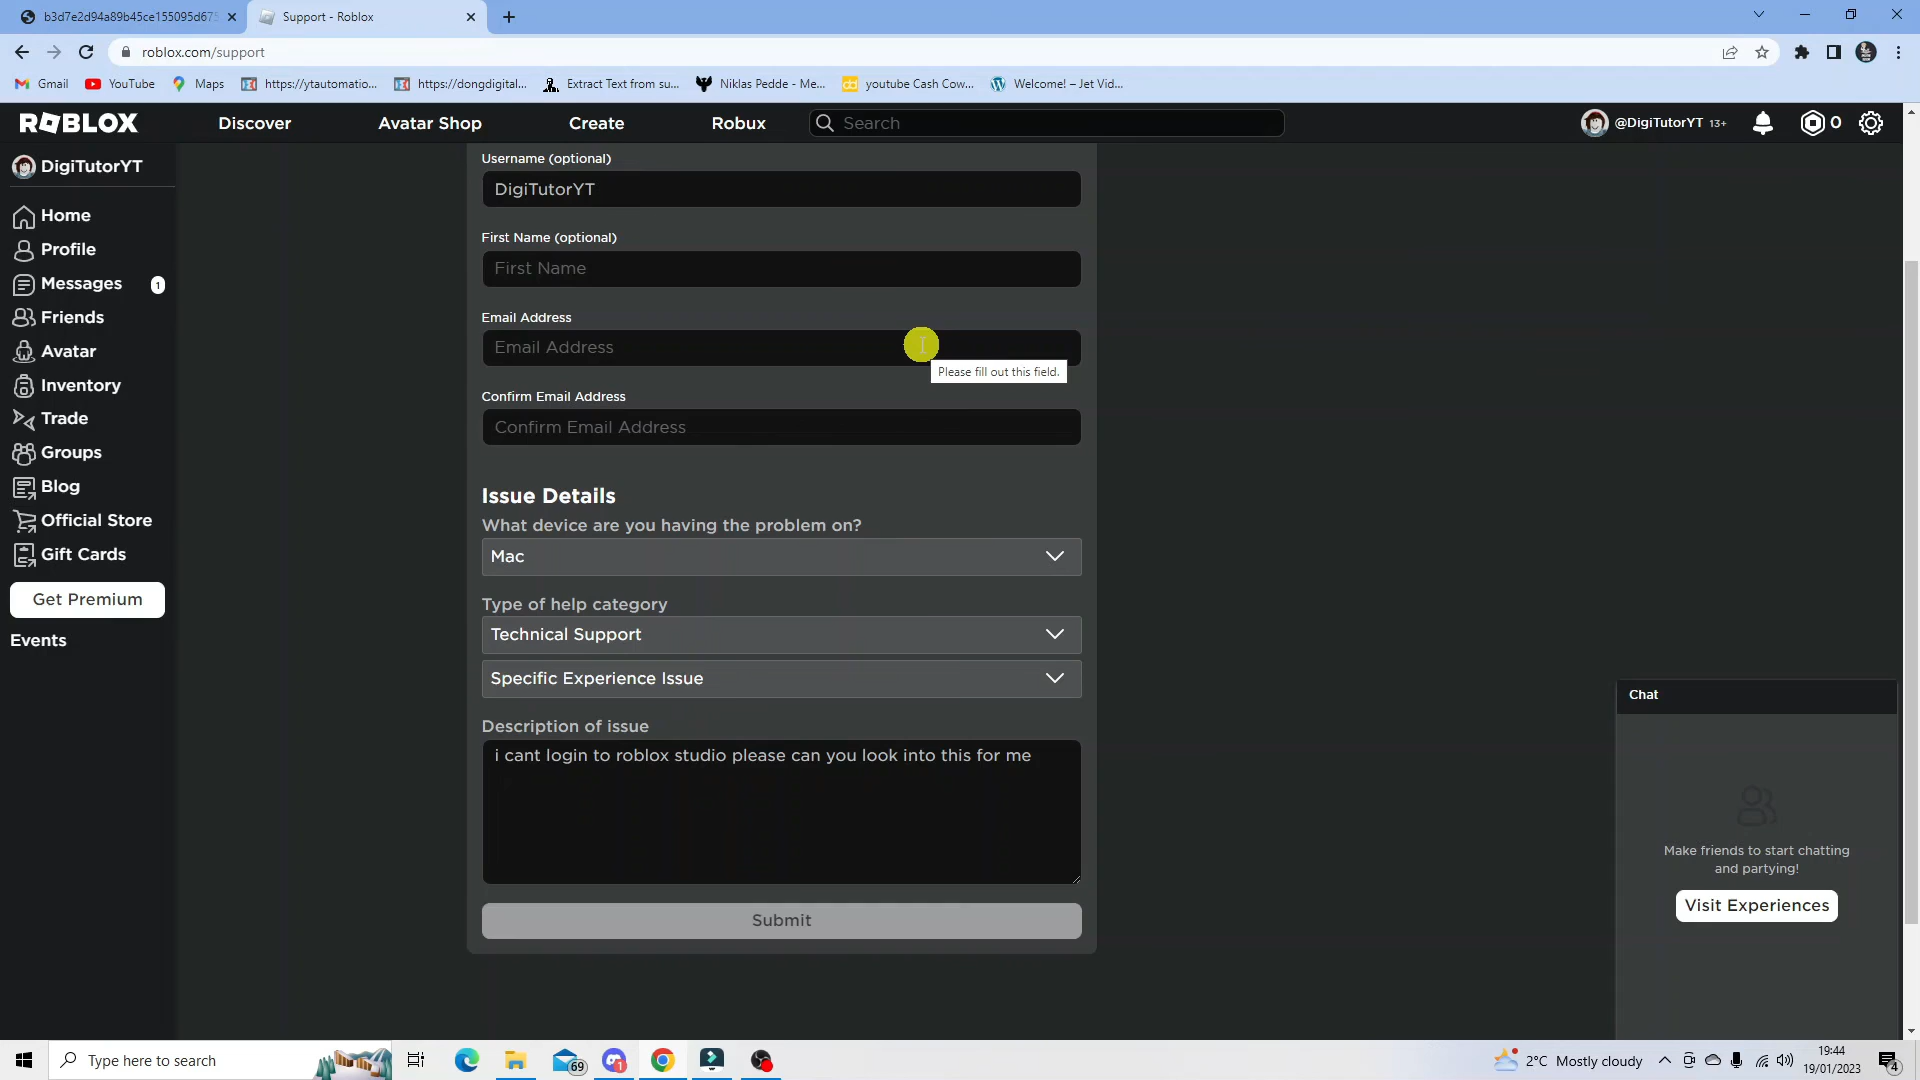 b3d7e2d94a89b45ce155095d675
Support - Roblox
roblox.com/support
Gmail
YouTube
Maps
https://ytautomatio...
https://dongdigital...
Extract Text from su...
Niklas Pedde - Me...
youtube Cash Cow...
Welcome! – Jet Vid...
ROBLOX
Discover
Avatar Shop
Create
Robux
Search
@DigiTutorYT 13+
0
DigiTutorYT
Home
Profile
Messages 1
Friends
Avatar
Inventory
Trade
Groups
Blog
Official Store
Gift Cards
Get Premium
Events
Username (optional)
DigiTutorYT
First Name (optional)
First Name
Email Address
Email Address
Please fill out this field.
Confirm Email Address
Confirm Email Address
Issue Details
What device are you having the problem on?
Mac
Type of help category
Technical Support
Specific Experience Issue
Description of issue
i cant login to roblox studio please can you look into this for me
Submit
Chat
Make friends to start chatting
and partying!
Visit Experiences
Type here to search
69
1
2°C Mostly cloudy
19:44
19/01/2023
4